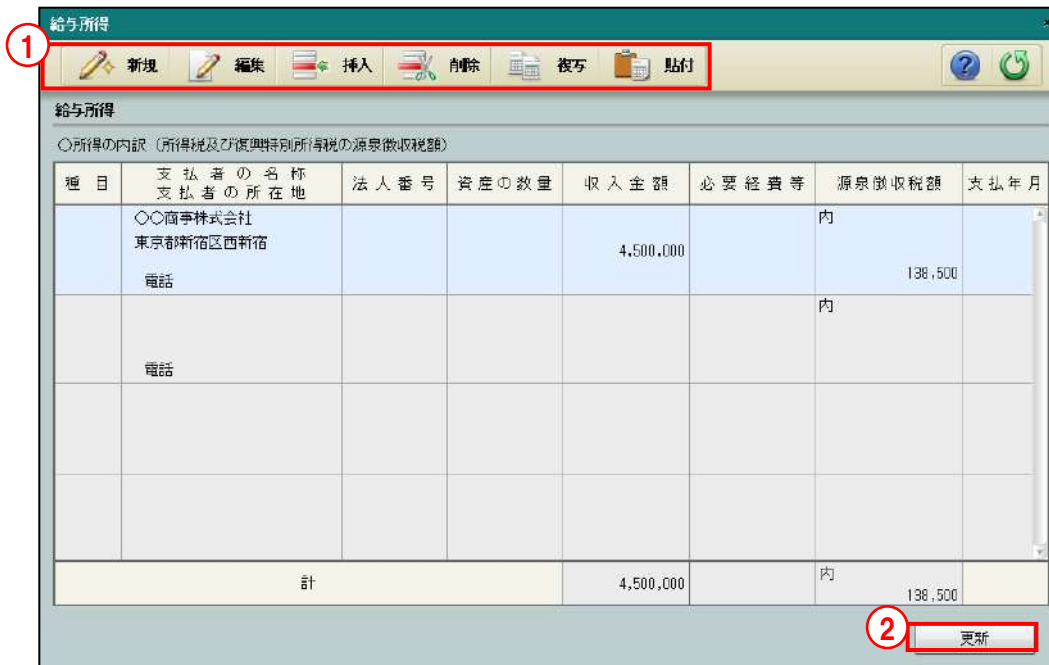 給与所得
①
新規 編集 挿入 削除 複写 貼付
給与所得
○所得の内訳（所得税及び復興特別所得税の源泉徴収税額）
種 目 支 払 者 の 名 称 法 人 番 号 資 産 の 数 量 収 入 金 額 必 要 経 費 等 源 泉 徴 収 税 額 支 払 年 月
支 払 者 の 所 在 地
○○商事株式会社 内
東京都新宿区西新宿 4,500,000
電話 138,500
内
電話
計 4,500,000 内
138,500
② 更新